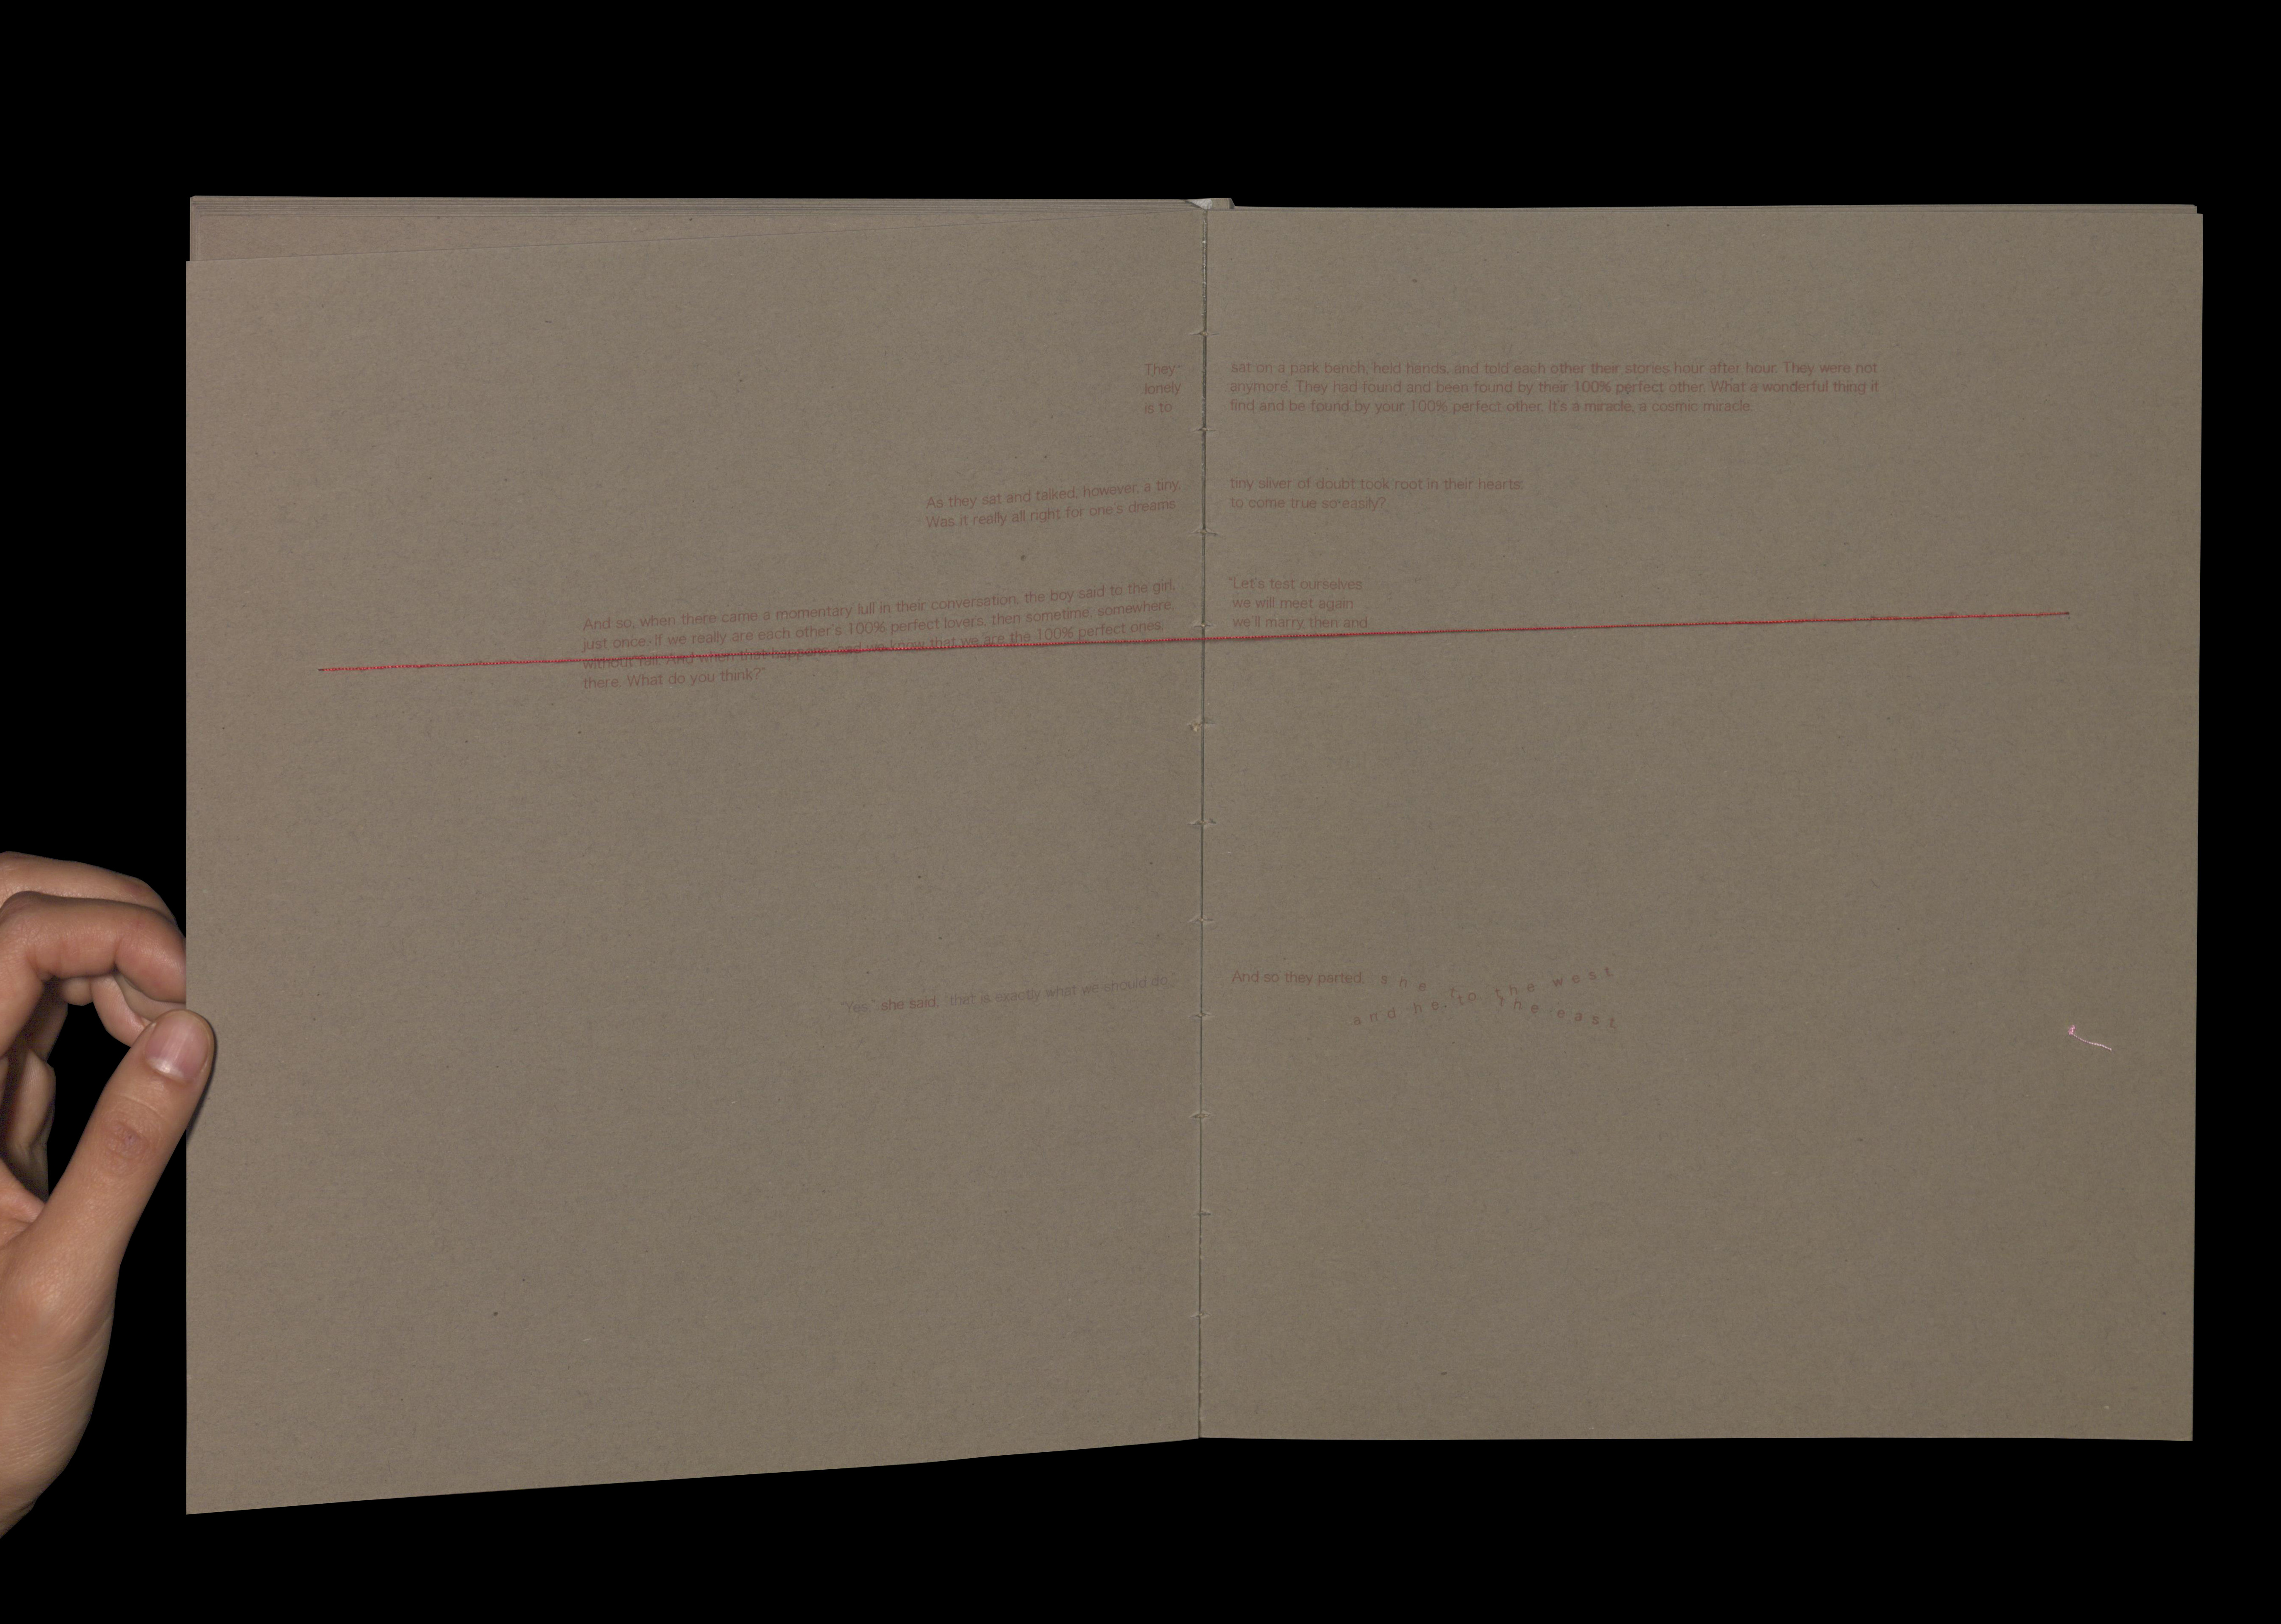 They sat on a park bench, held hands, and told each other their stories hour after hour. They were not
lonely anymore. They had found and been found by their 100% perfect other. What a wonderful thing it
is to find and be found by your 100% perfect other. It's a miracle, a cosmic miracle.
As they sat and talked, however, a tiny tiny sliver of doubt took root in their hearts:
Was it really all right for one's dreams to come true so easily?
And so, when there came a momentary lull in their conversation, the boy said to the girl, "Let's test ourselves
just once. If we really are each other's 100% perfect lovers, then sometime, somewhere, we will meet again
without fail. And when that happens, and we know that we are the 100% perfect ones, we'll marry then and
there. What do you think?"
"Yes," she said, "that is exactly what we should do."
And so they parted, she to the east
and he, to the west